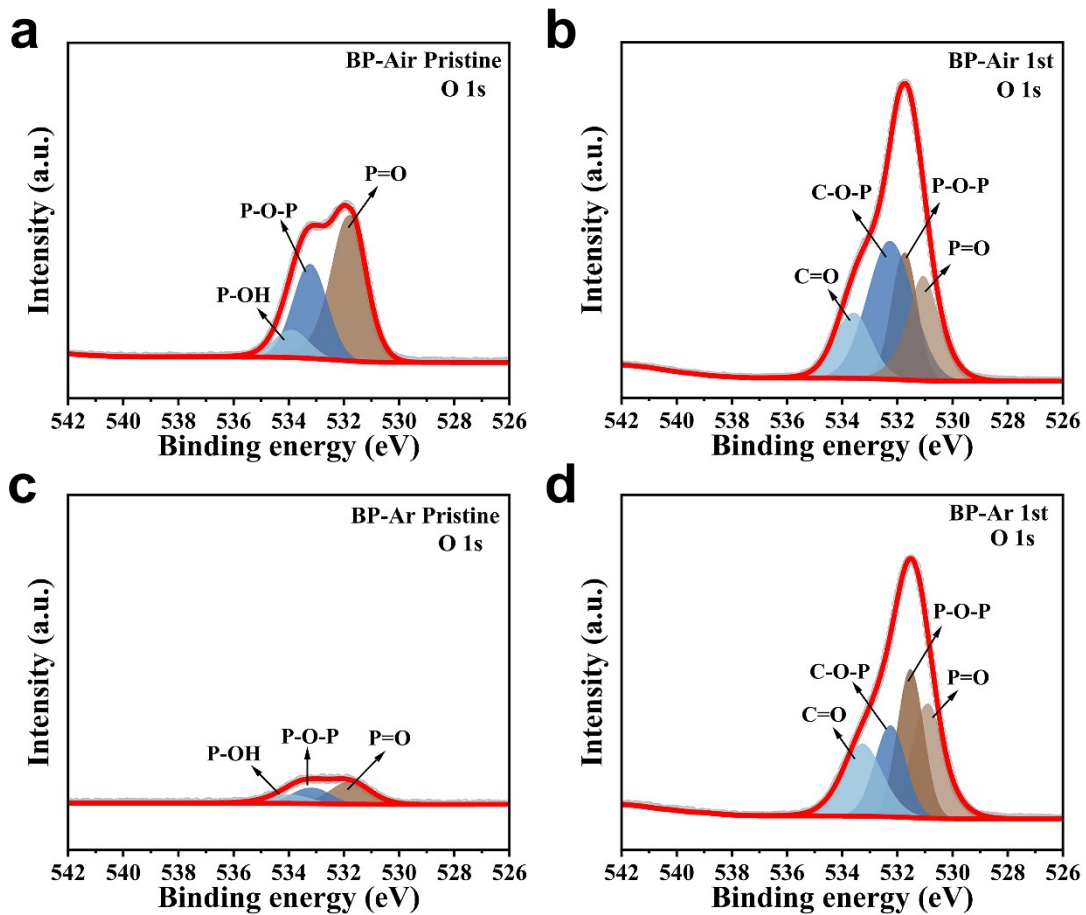 a
BP-Air Pristine
O 1s
P=O
P-O-P
P-OH
Intensity (a.u.)
542 540 538 536 534 532 530 528 526
Binding energy (eV)
b
BP-Air 1st
O 1s
C-O-P
P-O-P
P=O
C=O
Intensity (a.u.)
542 540 538 536 534 532 530 528 526
Binding energy (eV)
c
BP-Ar Pristine
O 1s
P-OH
P-O-P
P=O
Intensity (a.u.)
542 540 538 536 534 532 530 528 526
Binding energy (eV)
d
BP-Ar 1st
O 1s
P-O-P
C-O-P
P=O
C=O
Intensity (a.u.)
542 540 538 536 534 532 530 528 526
Binding energy (eV)